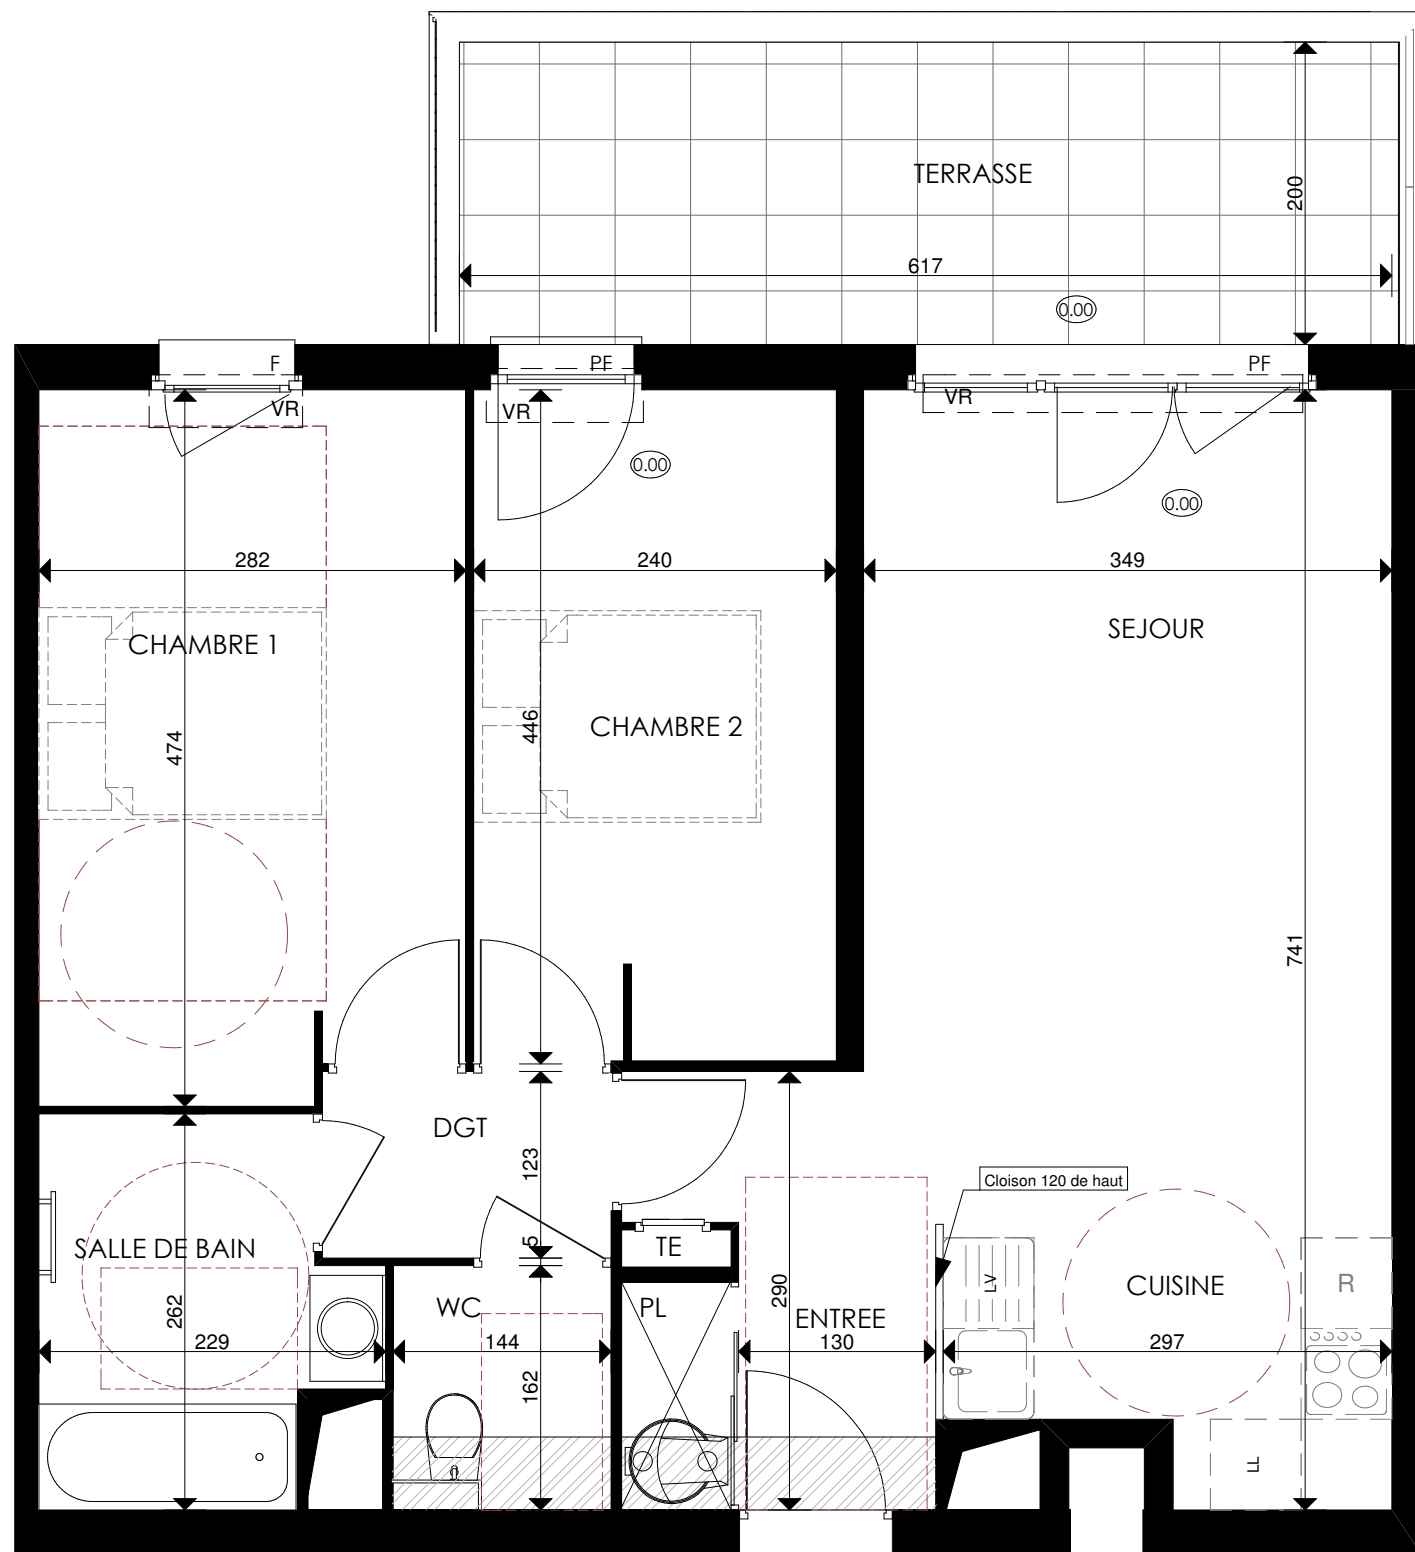 TERRASSE
200
617
0.00
F
PF
PF
VR
VR
VR
0.00
0.00
282
240
349
CHAMBRE 1
SEJOUR
CHAMBRE 2
474
446
741
DGT
123
Cloison 120 de haut
SALLE DE BAIN
5
TE
LV
CUISINE
R
262
WC
PL
290
ENTREE
229
144
130
297
162
LL